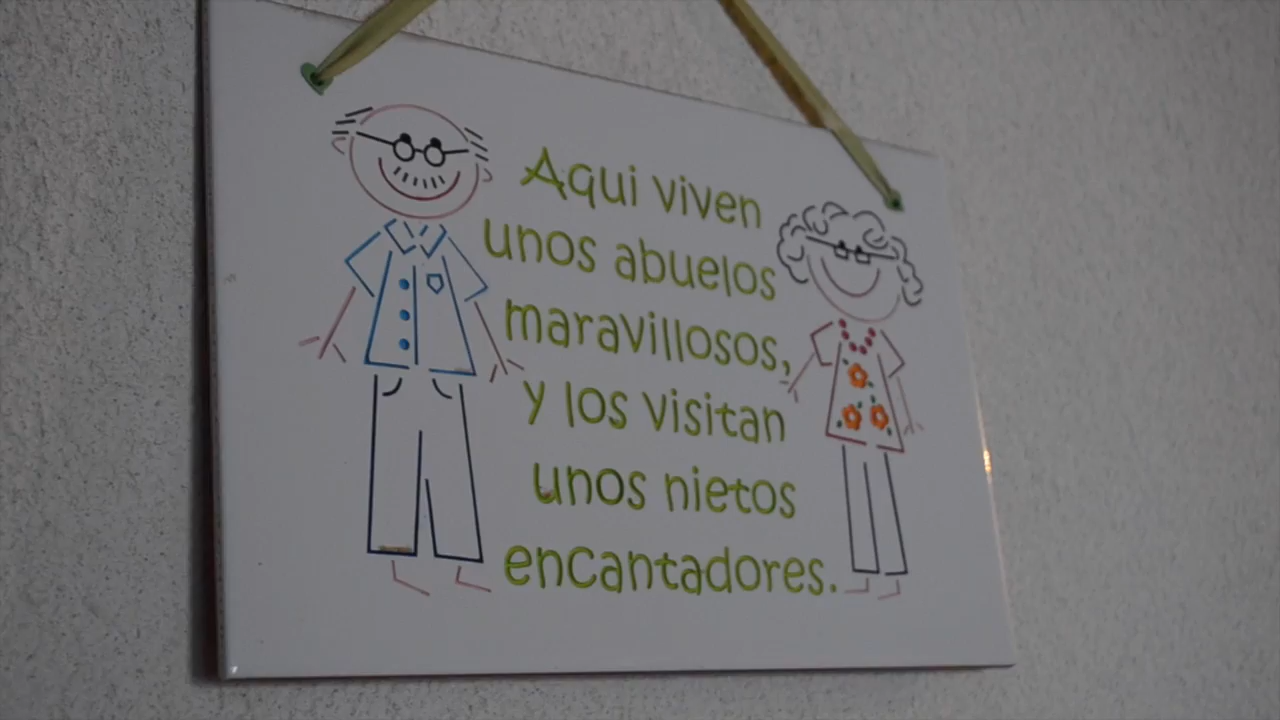 Aqui viven
unos abuelos
maravillosos,
y los visitan
unos nietos
encantadores.